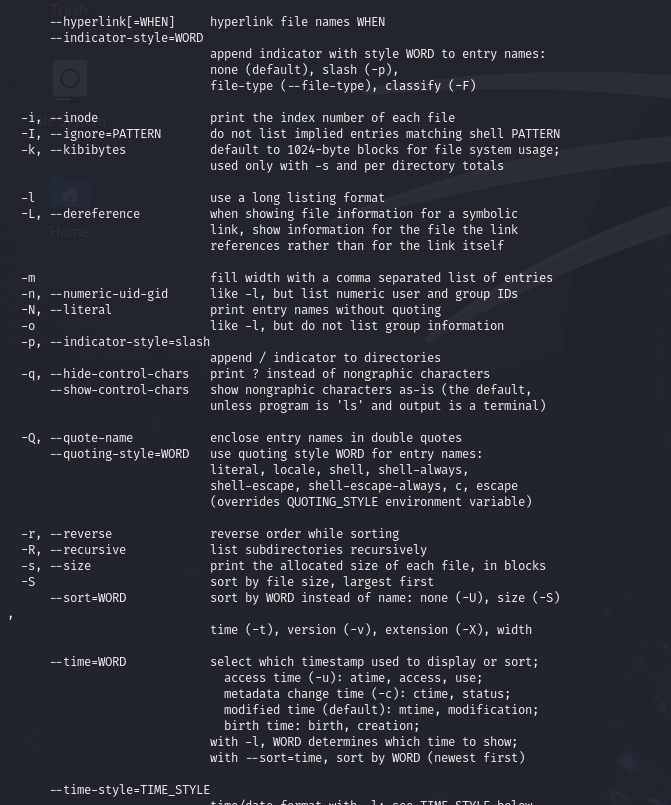 Trash
--hyperlink[=WHEN]     hyperlink file names WHEN
--indicator-style=WORD
append indicator with style WORD to entry names:
none (default), slash (-p),
file-type (--file-type), classify (-F)
-i, --inode                print the index number of each file
-I, --ignore=PATTERN       do not list implied entries matching shell PATTERN
-k, --kibibytes            default to 1024-byte blocks for file system usage;
used only with -s and per directory totals
-l                         use a long listing format
-L, --dereference          when showing file information for a symbolic
link, show information for the file the link
Home
references rather than for the link itself
-m                         fill width with a comma separated list of entries
-n, --numeric-uid-gid      like -l, but list numeric user and group IDs
-N, --literal              print entry names without quoting
-o                         like -l, but do not list group information
-p, --indicator-style=slash
append / indicator to directories
-q, --hide-control-chars   print ? instead of nongraphic characters
--show-control-chars   show nongraphic characters as-is (the default,
unless program is 'ls' and output is a terminal)
-Q, --quote-name           enclose entry names in double quotes
--quoting-style=WORD   use quoting style WORD for entry names:
literal, locale, shell, shell-always,
shell-escape, shell-escape-always, c, escape
(overrides QUOTING_STYLE environment variable)
-r, --reverse              reverse order while sorting
-R, --recursive            list subdirectories recursively
-s, --size                 print the allocated size of each file, in blocks
-S                         sort by file size, largest first
--sort=WORD            sort by WORD instead of name: none (-U), size (-S)
,
time (-t), version (-v), extension (-X), width
--time=WORD            select which timestamp used to display or sort;
access time (-u): atime, access, use;
metadata change time (-c): ctime, status;
modified time (default): mtime, modification;
birth time: birth, creation;
with -l, WORD determines which time to show;
with --sort=time, sort by WORD (newest first)
--time-style=TIME_STYLE
time/date format with -l; see TIME_STYLE below